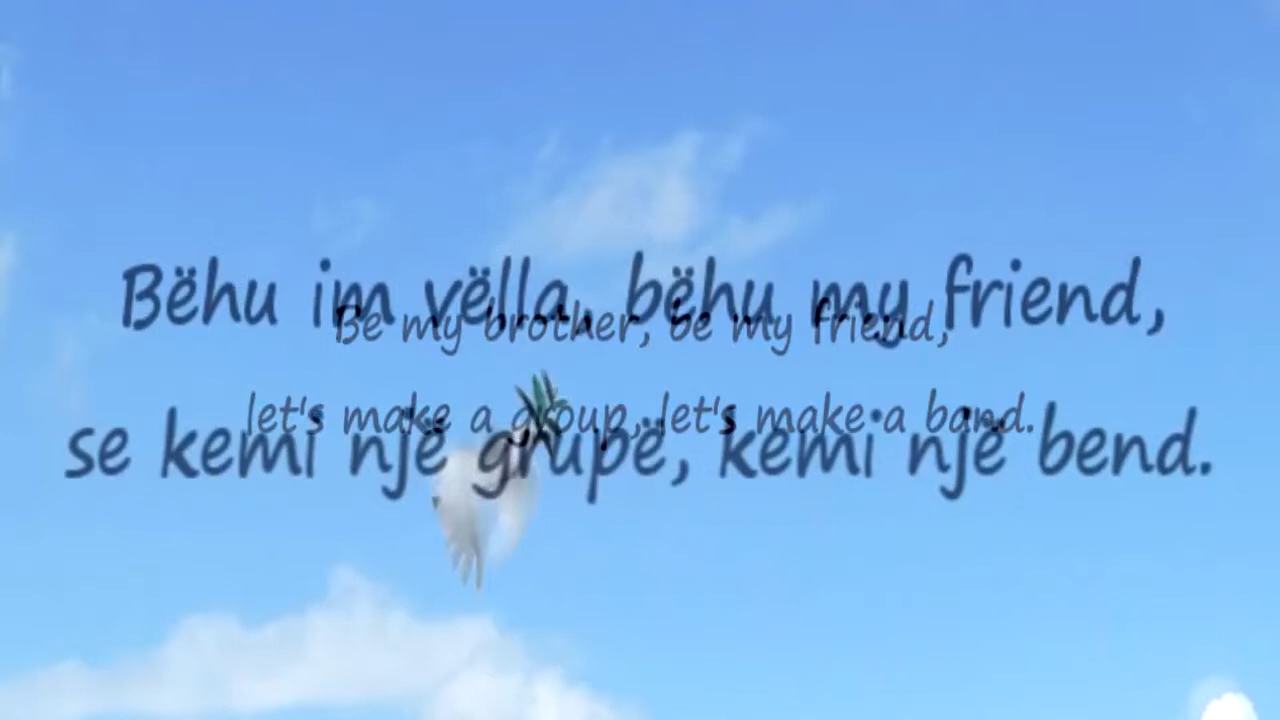 Bëhu im vëlla, bëhu my friend,
Be my brother, be my friend,
let's make a group, let's make a band.
se kemi një grupë, kemi një bend.